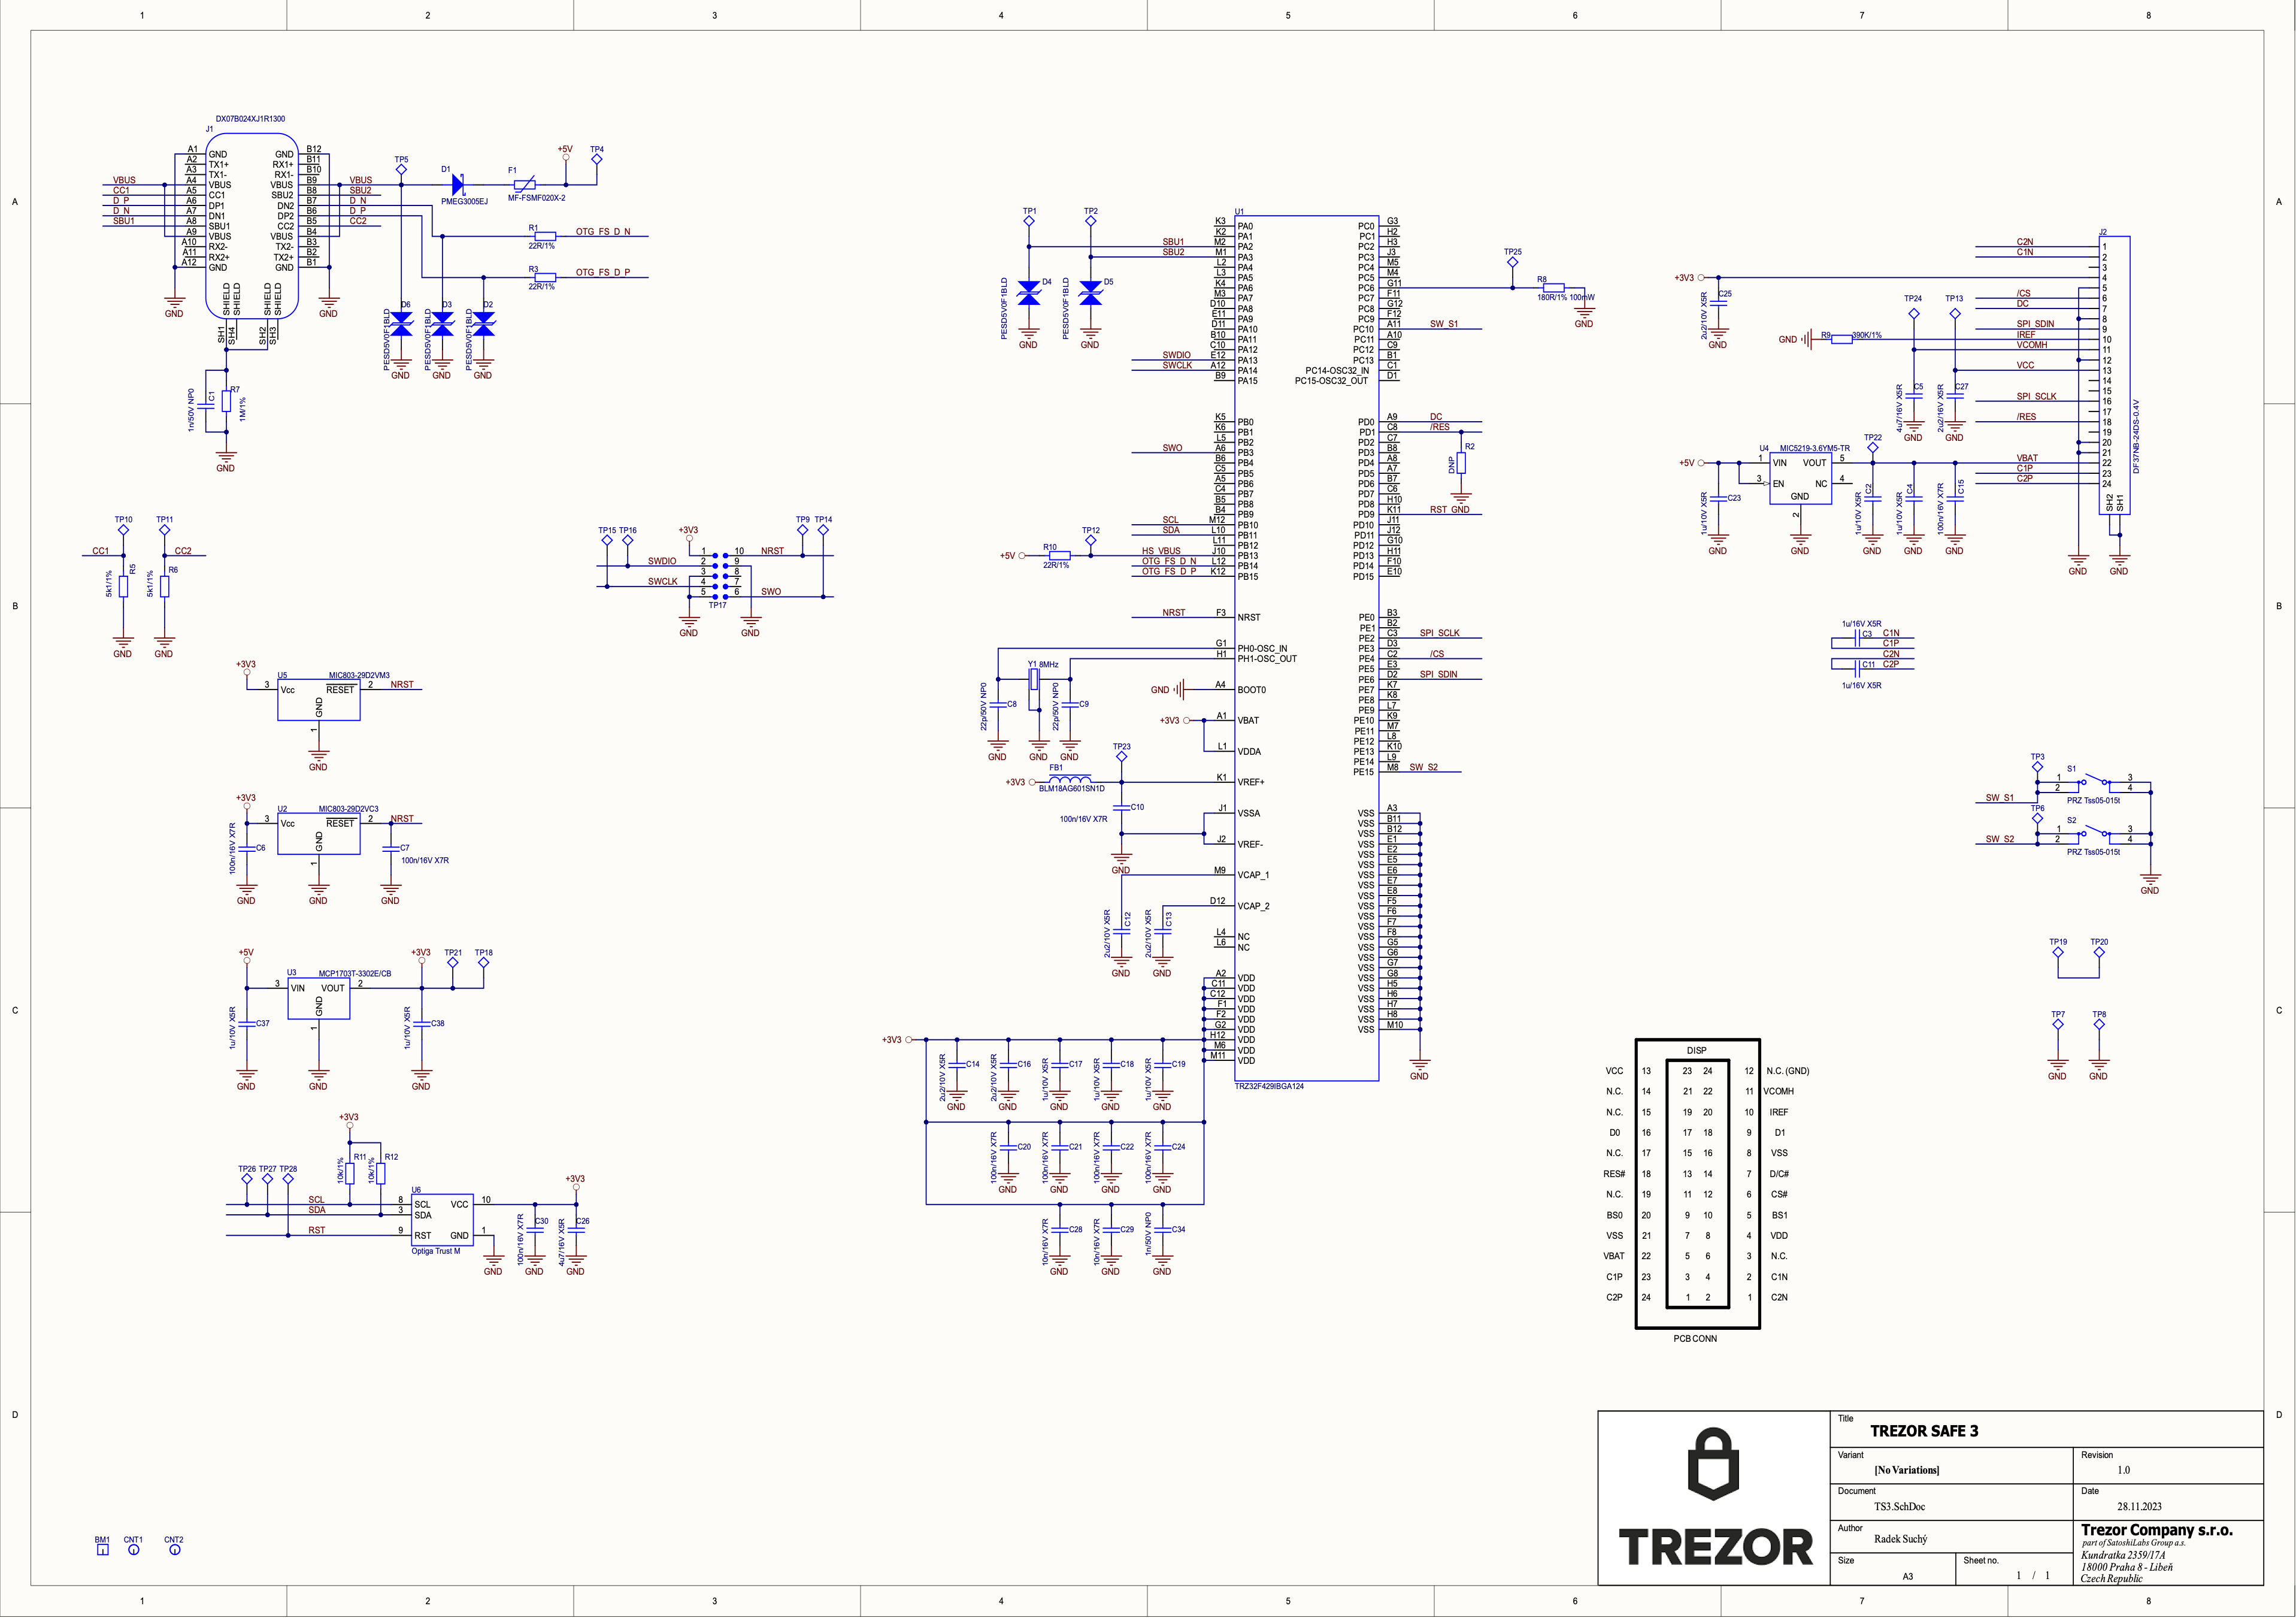 1 2 3 4 5 6 7 8
A B C D
DX07B024XJ1R1300
J1
A1 GND GND B12
A2 TX1+ RX1+ B11
A3 TX1- RX1- B10
VBUS A4 VBUS VBUS B9 VBUS
CC1 A5 CC1 SBU2 B8 SBU2
D_P A6 DP1 DN2 B7 D_N
D_N A7 DN1 DP2 B6 D_P
SBU1 A8 SBU1 CC2 B5 CC2
A9 VBUS VBUS B4
A10 RX2- TX2- B3
A11 RX2+ TX2+ B2
A12 GND GND B1
SHIELD SHIELD SHIELD SHIELD
SH1 SH4 SH2 SH3
GND GND
C1 1n/50V NP0
R7 1M/1%
GND
TP5
D1
PMEG3005EJ
F1
MF-FSMF020X-2
+5V TP4
R1 OTG_FS_D_N
22R/1%
R3 OTG_FS_D_P
22R/1%
D6 D3 D2
PESD5V0F1BLD PESD5V0F1BLD PESD5V0F1BLD
GND GND GND
TP10 TP11
CC1 CC2
R5 5k1/1%
R6 5k1/1%
GND GND
TP15 TP16 +3V3 TP9 TP14
1 10 NRST
SWDIO 2 9
3 8
SWCLK 4 7
5 6 SWO
TP17
GND GND
+3V3
U5 MIC803-29D2VM3
3 Vcc RESET 2 NRST
GND
1
GND
+3V3
U2 MIC803-29D2VC3
3 Vcc RESET 2 NRST
GND
1
C6 100n/16V X7R
C7
100n/16V X7R
GND GND GND
+5V +3V3 TP21 TP18
U3 MCP1703T-3302E/CB
3 VIN VOUT 2
GND
1
C37 1u/10V X5R
C38 1u/10V X5R
GND GND GND
+3V3
TP26 TP27 TP28
R11 10k/1%
R12 10k/1%
U6
SCL 8 SCL VCC 10
SDA 3 SDA
RST 9 RST GND 1
Optiga Trust M
+3V3
C30 100n/16V X7R
C26 4u7/16V X5R
GND GND GND
BM1 CNT1 CNT2
TP1 TP2
D4 PESD5V0F1BLD
D5 PESD5V0F1BLD
GND GND
U1
K3 PA0
K2 PA1
SBU1 M2 PA2
SBU2 M1 PA3
L2 PA4
L3 PA5
K4 PA6
M3 PA7
D10 PA8
E11 PA9
D11 PA10
B10 PA11
C10 PA12
SWDIO E12 PA13
SWCLK A12 PA14
B9 PA15
K5 PB0
K6 PB1
L5 PB2
SWO A6 PB3
B6 PB4
C5 PB5
A5 PB6
C4 PB7
B5 PB8
B4 PB9
SCL M12 PB10
SDA L10 PB11
L11 PB12
HS_VBUS J10 PB13
OTG_FS_D_N L12 PB14
OTG_FS_D_P K12 PB15
+5V R10 TP12
22R/1%
NRST F3 NRST
G1 PH0-OSC_IN
H1 PH1-OSC_OUT
Y1 8MHz
C8 22p/50V NP0
C9 22p/50V NP0
GND GND GND
GND A4 BOOT0
+3V3 A1 VBAT
L1 VDDA
TP23
+3V3 FB1 K1 VREF+
BLM18AG601SN1D
C10
100n/16V X7R
J1 VSSA
J2 VREF-
GND
M9 VCAP_1
D12 VCAP_2
C12 2u2/10V X5R
C13 2u2/10V X5R
GND GND
L4 NC
L6 NC
A2 VDD
C11 VDD
C12 VDD
F1 VDD
F2 VDD
G2 VDD
H12 VDD
M6 VDD
M11 VDD
TRZ32F429IBGA124
+3V3
C14 2u2/10V X5R
C16 2u2/10V X5R
C17 1u/10V X5R
C18 1u/10V X5R
C19 1u/10V X5R
GND GND GND GND GND
C20 100n/16V X7R
C21 100n/16V X7R
C22 100n/16V X7R
C24 100n/16V X7R
GND GND GND GND
C28 10n/16V X7R
C29 10n/16V X7R
C34 1n/50V NP0
GND GND GND
PC0 G3
PC1 H2
PC2 H3
PC3 J3
PC4 M5
PC5 M4
PC6 G11
PC7 F11
PC8 G12
PC9 F12
PC10 A11 SW_S1
PC11 A10
PC12 C9
PC13 B1
PC14-OSC32_IN C1
PC15-OSC32_OUT D1
TP25
R8
180R/1% 100mW
GND
PD0 A9 DC
PD1 C8 /RES
PD2 C7
PD3 B8
PD4 A8
PD5 A7
PD6 B7
PD7 C6
PD8 H10
PD9 K11 RST_GND
PD10 J11
PD11 J12
PD12 G10
PD13 H11
PD14 F10
PD15 E10
R2 DNP
GND
PE0 B3
PE1 B2
PE2 C3 SPI_SCLK
PE3 D3
PE4 C2 /CS
PE5 E3
PE6 D2 SPI_SDIN
PE7 K7
PE8 K8
PE9 L7
PE10 K9
PE11 M7
PE12 L8
PE13 K10
PE14 L9
PE15 M8 SW_S2
VSS A3
VSS B11
VSS B12
VSS E1
VSS E2
VSS E5
VSS E6
VSS E7
VSS E8
VSS F5
VSS F6
VSS F7
VSS F8
VSS G5
VSS G6
VSS G7
VSS G8
VSS H5
VSS H6
VSS H7
VSS H8
VSS M10
GND
J2
C2N 1
C1N 2
3
+3V3 4
5
/CS 6
DC 7
8
SPI_SDIN 9
IREF 10
VCOMH 11
12
VCC 13
14
15
SPI_SCLK 16
17
/RES 18
19
20
21
VBAT 22
C1P 23
C2P 24
SH2 SH1
DF37NB-24DS-0.4V
C25 2u2/10V X5R
GND
TP24 TP13
GND R9 390K/1%
C5 4u7/16V X5R
C27 2u2/16V X5R
GND GND
U4 MIC5219-3.6YM5-TR TP22
+5V 1 VIN VOUT 5
3 EN NC 4
GND
2
C23 1u/10V X5R
C2 1u/10V X5R
C4 1u/10V X5R
C15 100n/16V X7R
GND GND GND GND GND GND GND
1u/16V X5R
C3 C1N
C1P
C2N
C11 C2P
1u/16V X5R
TP3
S1
1 3
2 4
SW_S1 PRZ Tss05-015t
TP6
S2
1 3
SW_S2 2 4
PRZ Tss05-015t
GND
TP19 TP20
TP7 TP8
GND GND
DISP
VCC 13 23 24 12 N.C. (GND)
N.C. 14 21 22 11 VCOMH
N.C. 15 19 20 10 IREF
D0 16 17 18 9 D1
N.C. 17 15 16 8 VSS
RES# 18 13 14 7 D/C#
N.C. 19 11 12 6 CS#
BS0 20 9 10 5 BS1
VSS 21 7 8 4 VDD
VBAT 22 5 6 3 N.C.
C1P 23 3 4 2 C1N
C2P 24 1 2 1 C2N
PCB CONN
TREZOR
Title
TREZOR SAFE 3
Variant
[No Variations]
Revision
1.0
Document
TS3.SchDoc
Date
28.11.2023
Author
Radek Suchý
Size
A3
Sheet no.
1 / 1
Trezor Company s.r.o.
part of SatoshiLabs Group a.s.
Kundratka 2359/17A
18000 Praha 8 - Libeň
Czech Republic
A B C D
1 2 3 4 5 6 7 8